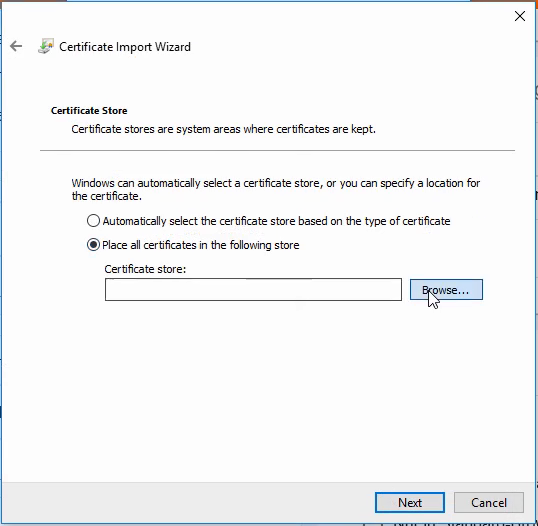 Certificate Import Wizard
Certificate Store
Certificate stores are system areas where certificates are kept.
Windows can automatically select a certificate store, or you can specify a location for
the certificate.
Automatically select the certificate store based on the type of certificate
Place all certificates in the following store
Certificate store:
Browse...
Next
Cancel